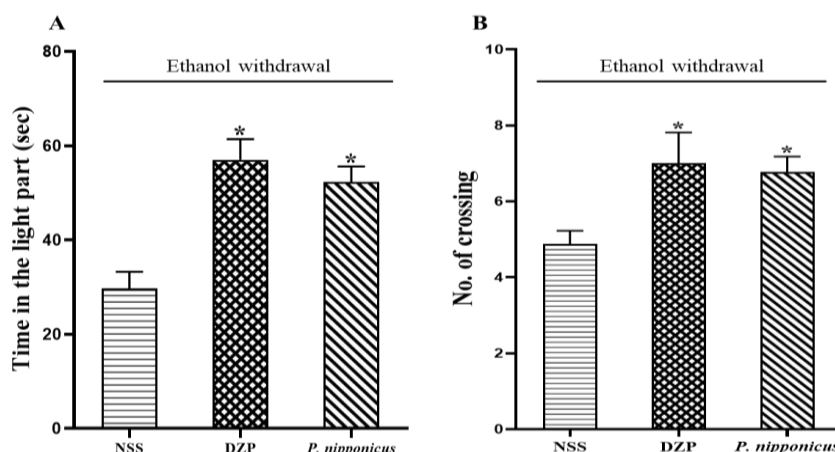 A
Ethanol withdrawal
Time in the light part (sec)
80
60
40
20
0
*
*
NSS
DZP
P. nipponicus
B
Ethanol withdrawal
No. of crossing
10
8
6
4
2
0
*
*
NSS
DZP
P. nipponicus